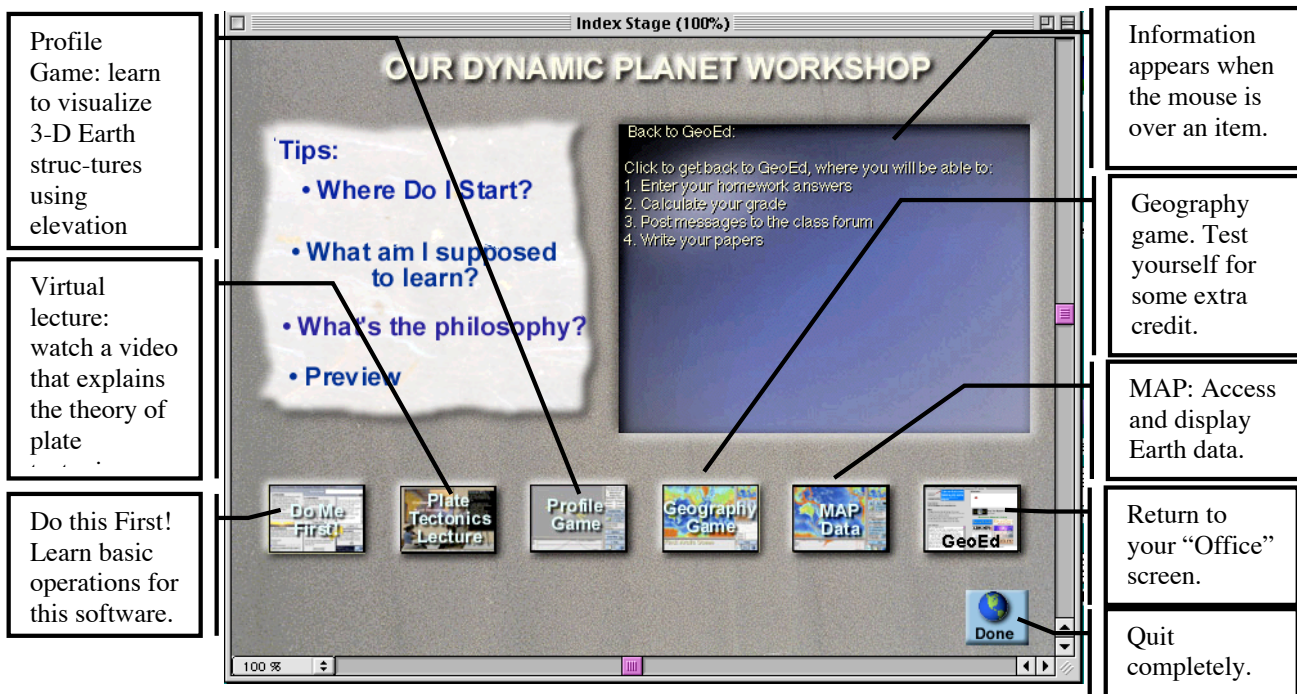 Profile
Game: learn
to visualize
3-D Earth
struc-tures
using
elevation
Virtual
lecture:
watch a video
that explains
the theory of
plate
Do this First!
Learn basic
operations for
this software.
Index Stage (100%)
OUR DYNAMIC PLANET WORKSHOP
Tips:
• Where Do I Start?
• What am I supposed
to learn?
• What's the philosophy?
• Preview
Back to GeoEd:
Click to get back to GeoEd, where you will be able to:
1. Enter your homework answers
2. Calculate your grade
3. Post messages to the class forum
4. Write your papers
Do Me
First!
Plate
Tectonics
Lecture
Profile
Game
Geography
Game
MAP
Data
GeoEd
Done
100 %
Information
appears when
the mouse is
over an item.
Geography
game. Test
yourself for
some extra
credit.
MAP: Access
and display
Earth data.
Return to
your “Office”
screen.
Quit
completely.